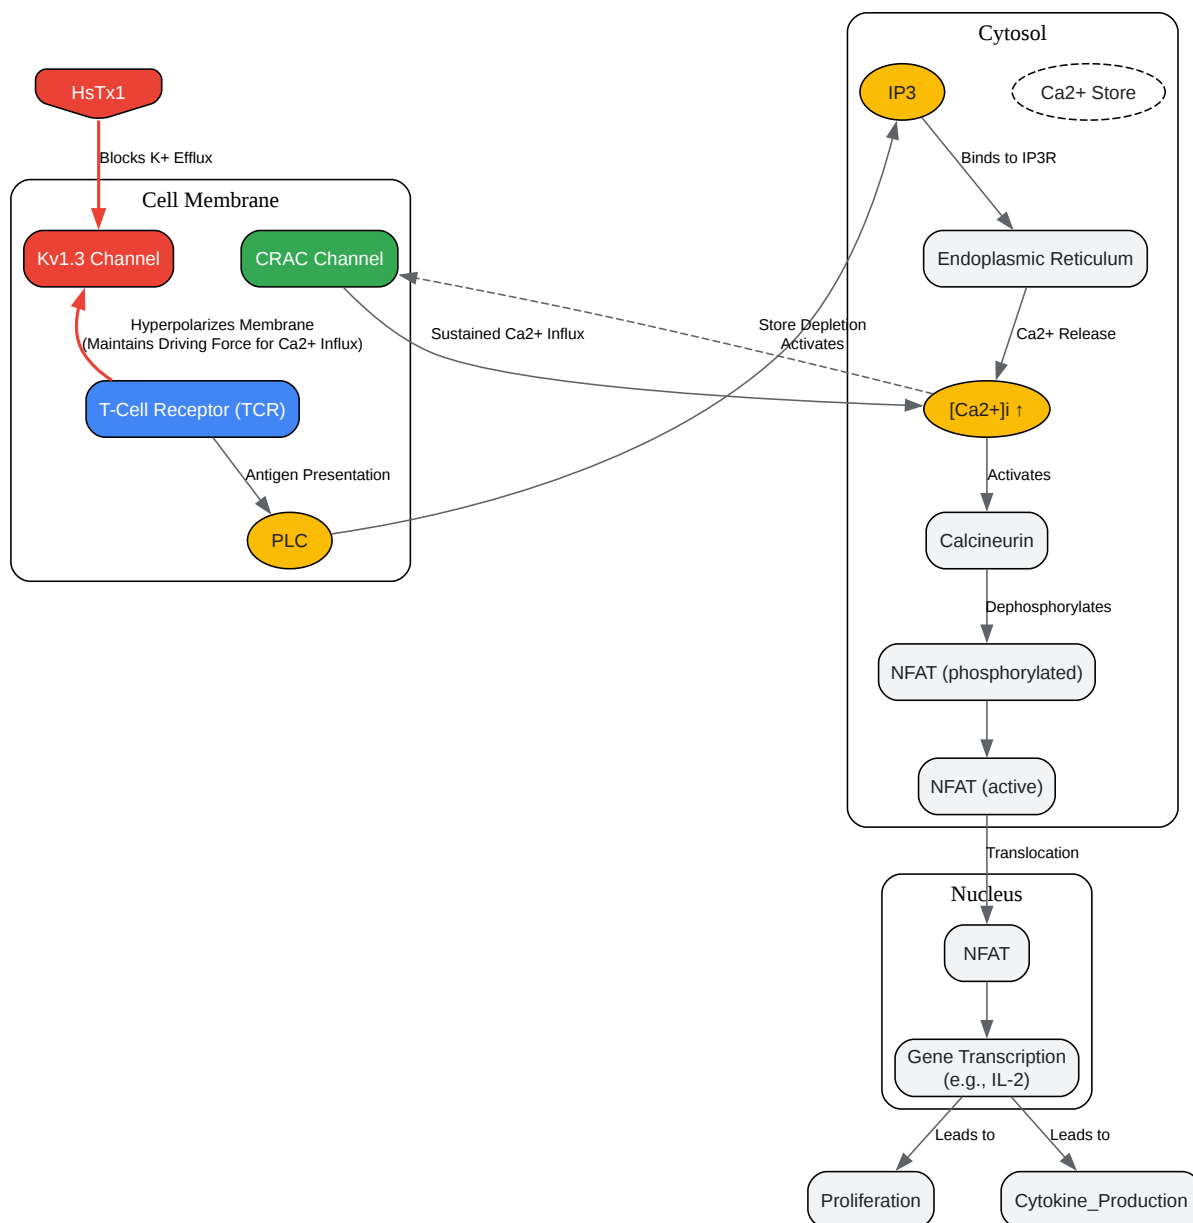 Cytosol
HsTx1
IP3
Ca2+ Store
Blocks K+ Efflux
Binds to IP3R
Cell Membrane
Kv1.3 Channel
CRAC Channel
Endoplasmic Reticulum
Hyperpolarizes Membrane
(Maintains Driving Force for Ca2+ Influx)
Sustained Ca2+ Influx
Store Depletion
Activates
Ca2+ Release
T-Cell Receptor (TCR)
[Ca2+]i ↑
Antigen Presentation
Activates
PLC
Calcineurin
Dephosphorylates
NFAT (phosphorylated)
NFAT (active)
Translocation
Nucleus
NFAT
Gene Transcription
(e.g., IL-2)
Leads to
Leads to
Proliferation
Cytokine_Production